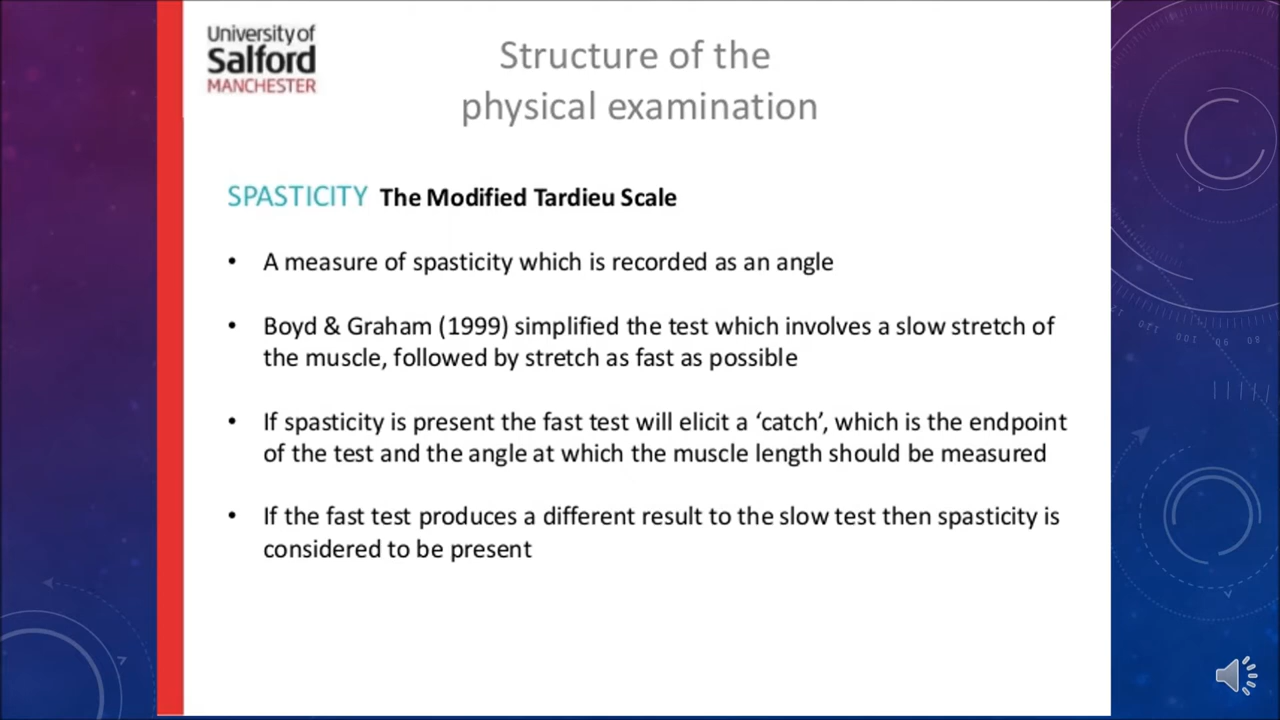 University of
Salford
MANCHESTER
Structure of the
physical examination
SPASTICITY The Modified Tardieu Scale
• A measure of spasticity which is recorded as an angle
• Boyd & Graham (1999) simplified the test which involves a slow stretch of
the muscle, followed by stretch as fast as possible
• If spasticity is present the fast test will elicit a ‘catch’, which is the endpoint
of the test and the angle at which the muscle length should be measured
• If the fast test produces a different result to the slow test then spasticity is
considered to be present